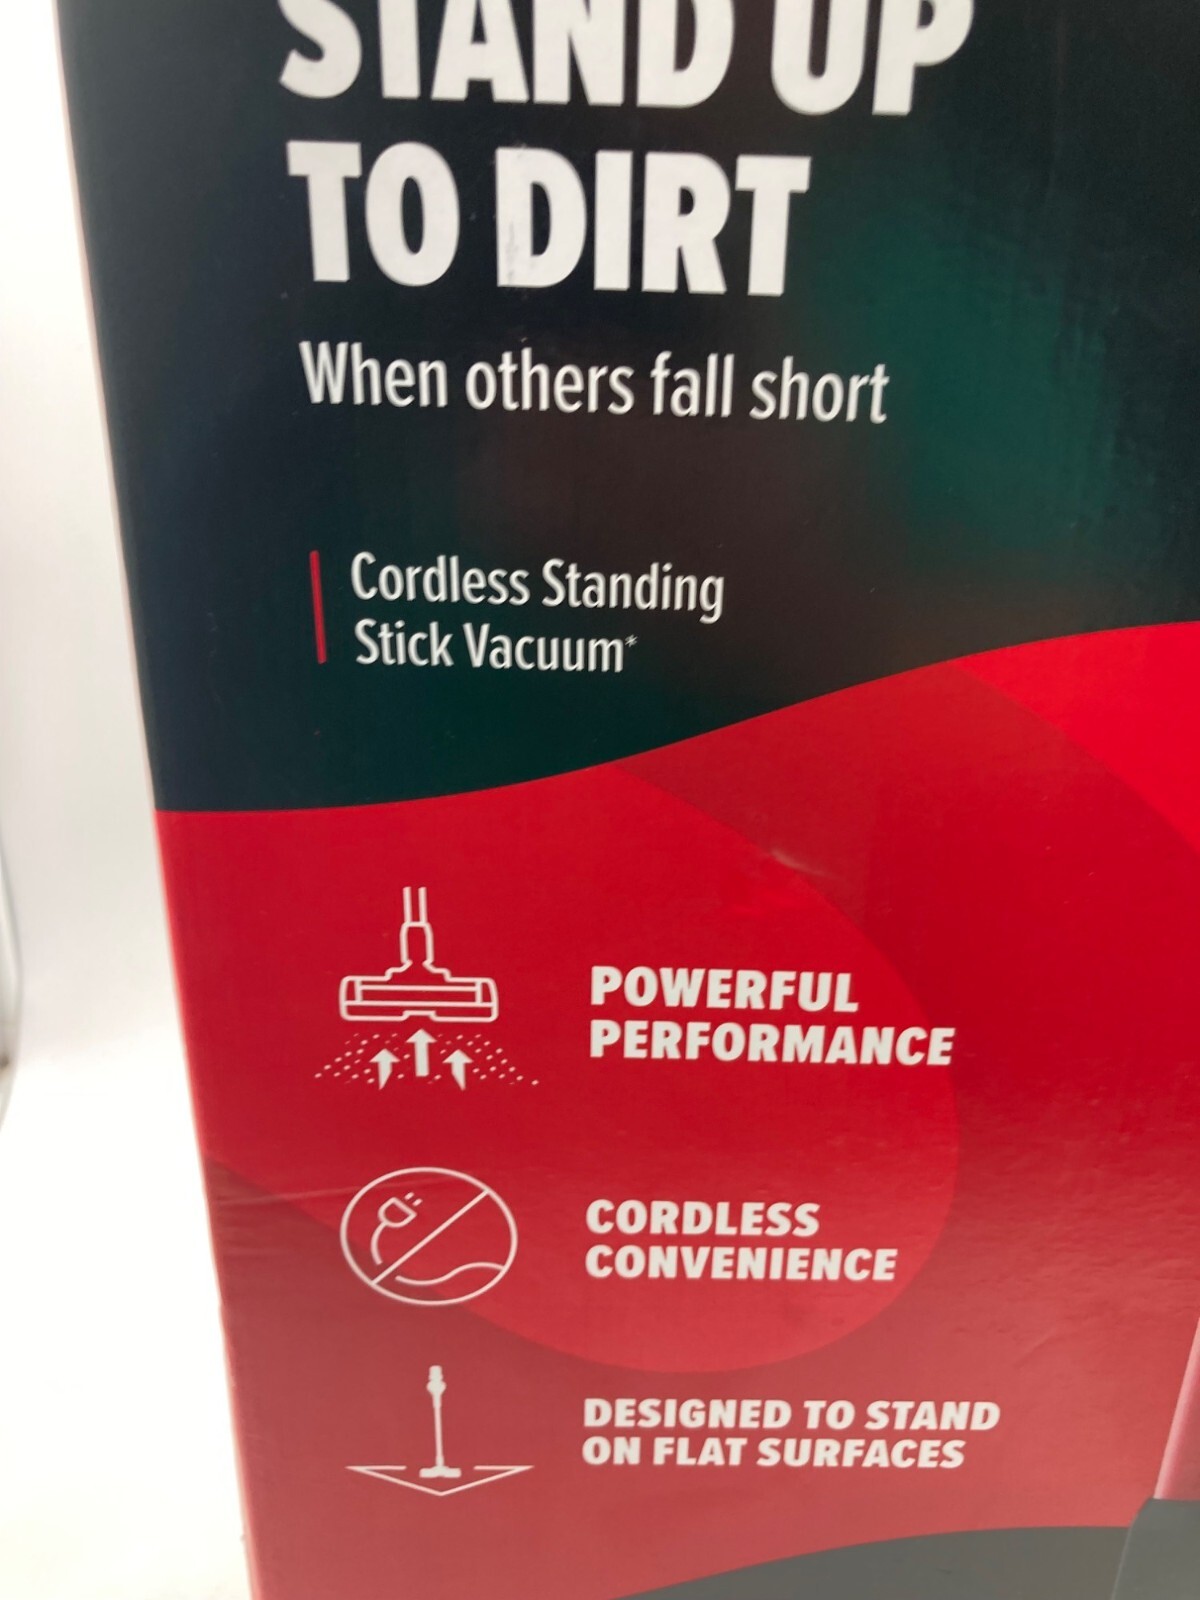 STAND UP
TO DIRT
When others fall short
Cordless Standing
Stick Vacuum*
POWERFUL
PERFORMANCE
CORDLESS
CONVENIENCE
DESIGNED TO STAND
ON FLAT SURFACES